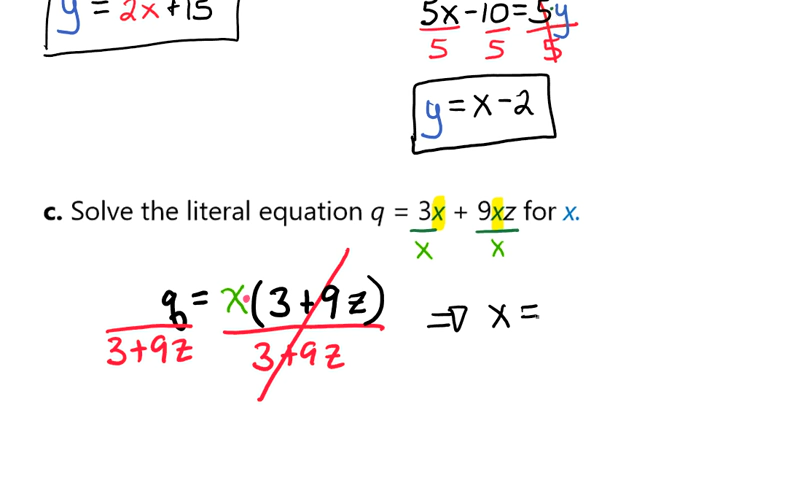 y = 2x + 15
5x - 10 = 5y
5 5 5
y = x - 2
c. Solve the literal equation q = 3x + 9xz for x.
x x
q = x·(3 + 9z) ⇒ x =
3+9z 3+9z